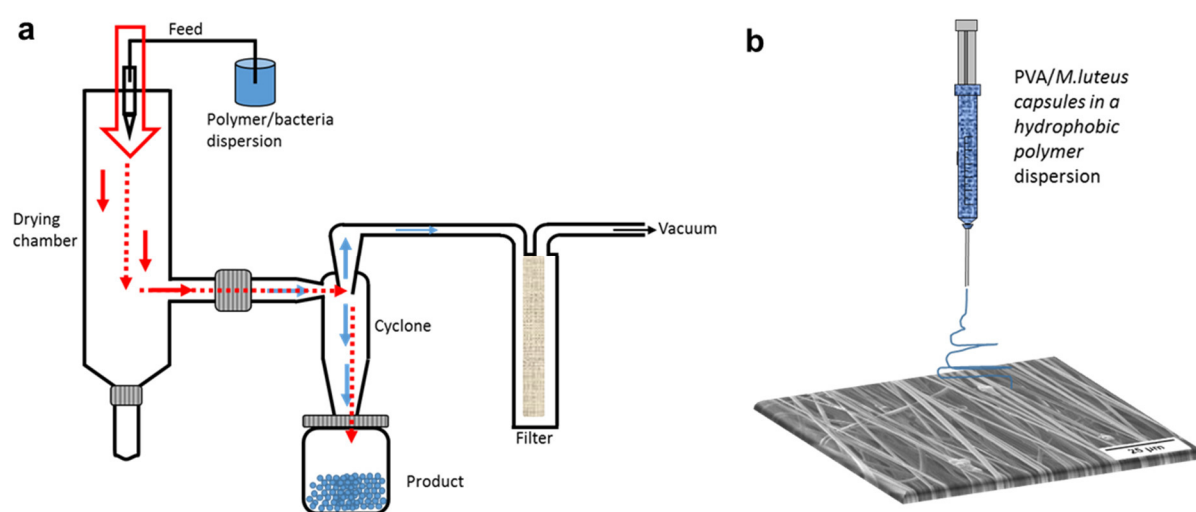 a
Feed
Polymer/bacteria
dispersion
Drying
chamber
Vacuum
Cyclone
Filter
Product
b
PVA/M.luteus
capsules in a
hydrophobic
polymer
dispersion
25 µm